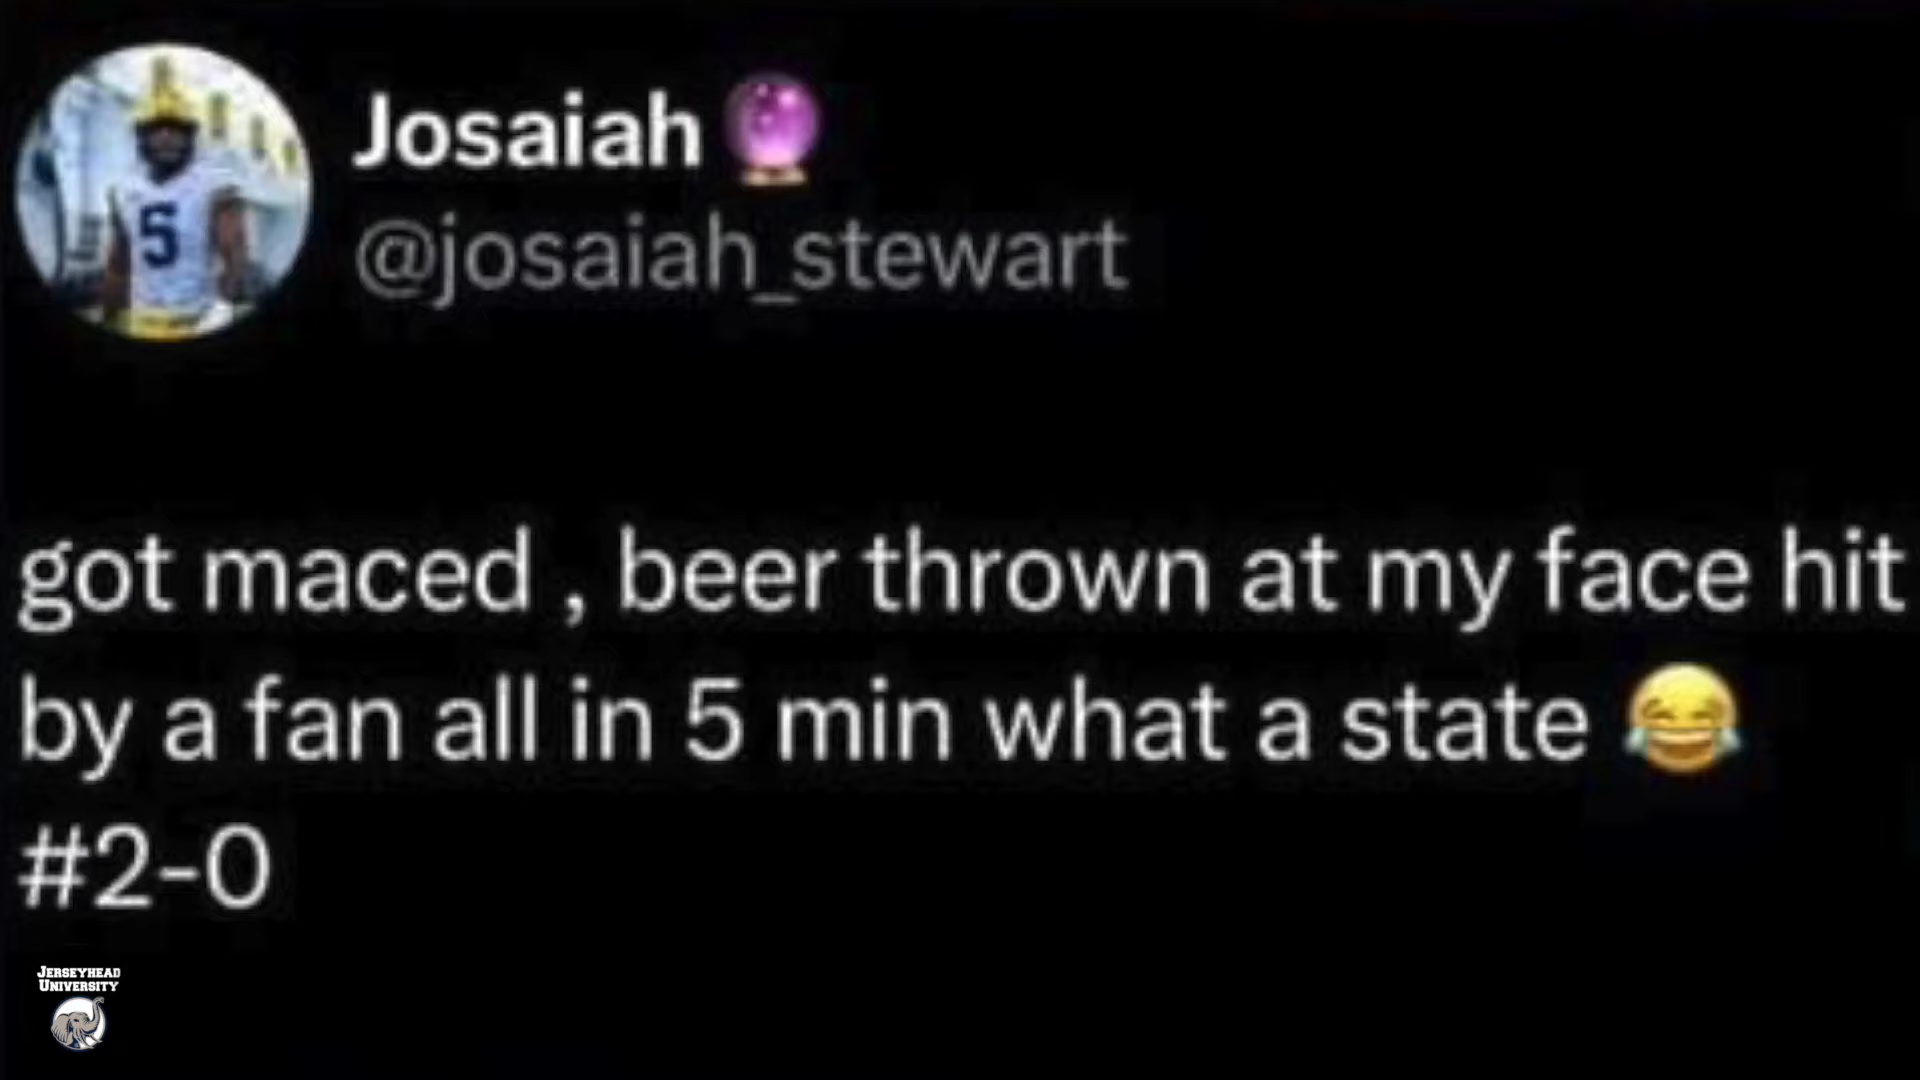 Josaiah 🔮
@josaiah_stewart
5
got maced , beer thrown at my face hit
by a fan all in 5 min what a state 😂
#2-0
JERSEYHEAD
UNIVERSITY